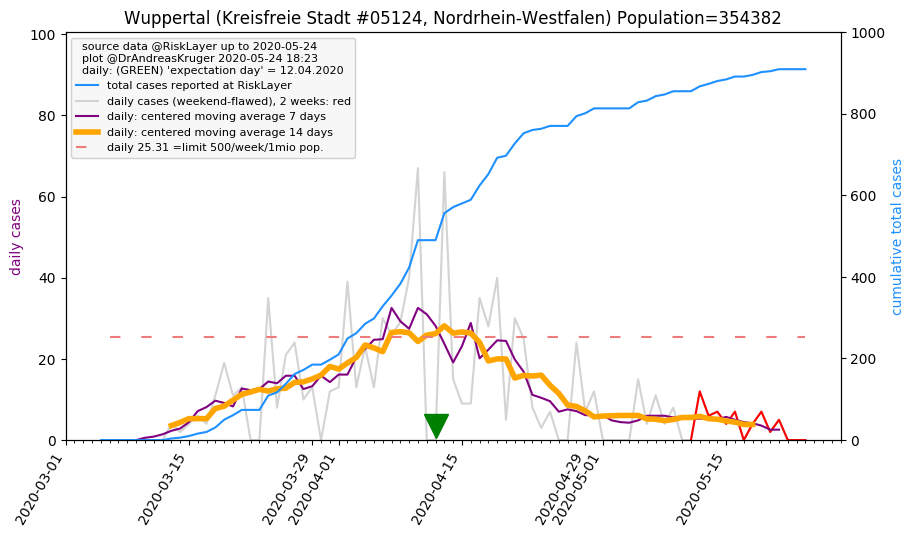 Wuppertal (Kreisfreie Stadt #05124, Nordrhein-Westfalen) Population=354382
source data @RiskLayer up to 2020-05-24
plot @DrAndreasKruger 2020-05-24 18:23
daily: (GREEN) 'expectation day' = 12.04.2020
total cases reported at RiskLayer
daily cases (weekend-flawed), 2 weeks: red
daily: centered moving average 7 days
daily: centered moving average 14 days
daily 25.31 =limit 500/week/1mio pop.
daily cases
100
80
60
40
20
0
cumulative total cases
1000
800
600
400
200
0
2020-03-01
2020-03-15
2020-03-29
2020-04-01
2020-04-15
2020-04-29
2020-05-01
2020-05-15